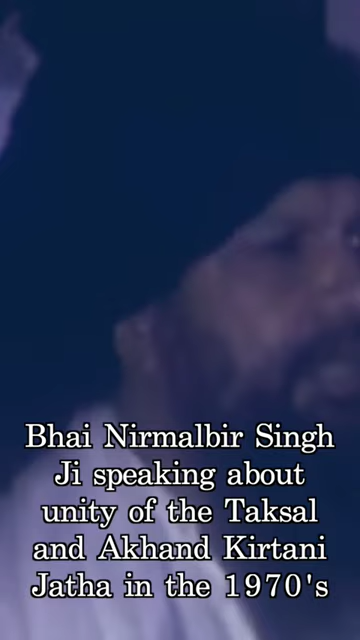 Bhai Nirmalbir Singh
Ji speaking about
unity of the Taksal
and Akhand Kirtani
Jatha in the 1970's